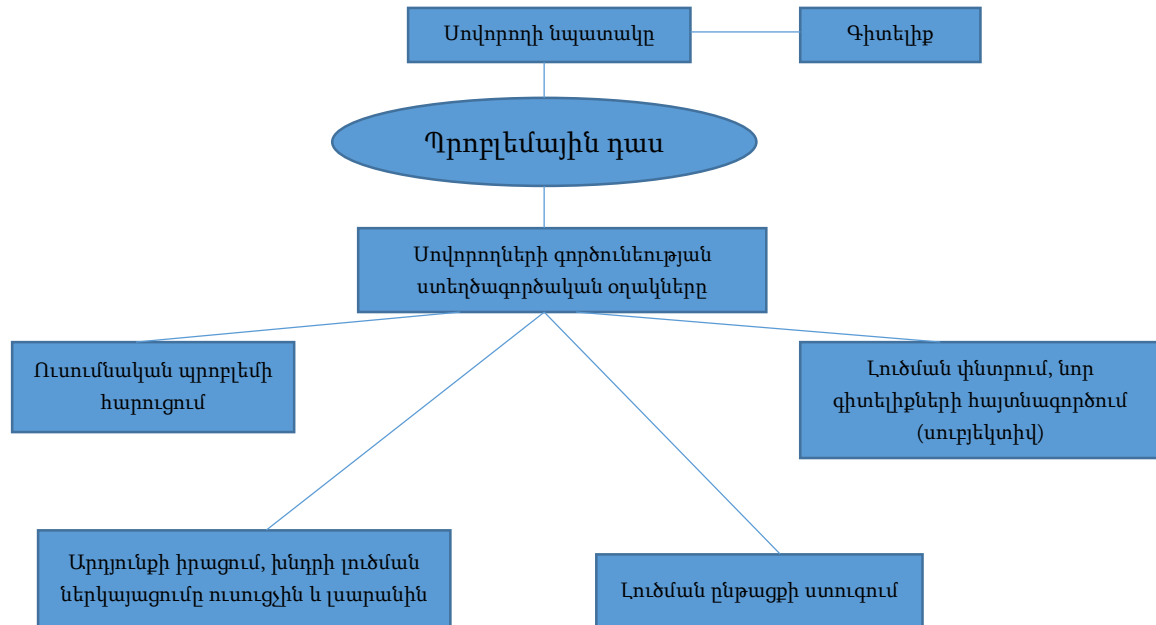 Սովորողի նպատակը
Գիտելիք
Պրոբլեմային դաս
Սովորողների գործունեության
ստեղծագործական օղակները
Ուսումնական պրոբլեմի
հարուցում
Լուծման փնտրում, նոր
գիտելիքների հայտնագործում
(սուբյեկտիվ)
Արդյունքի իրացում, խնդրի լուծման
ներկայացումը ուսուցչին և լսարանին
Լուծման ընթացքի ստուգում